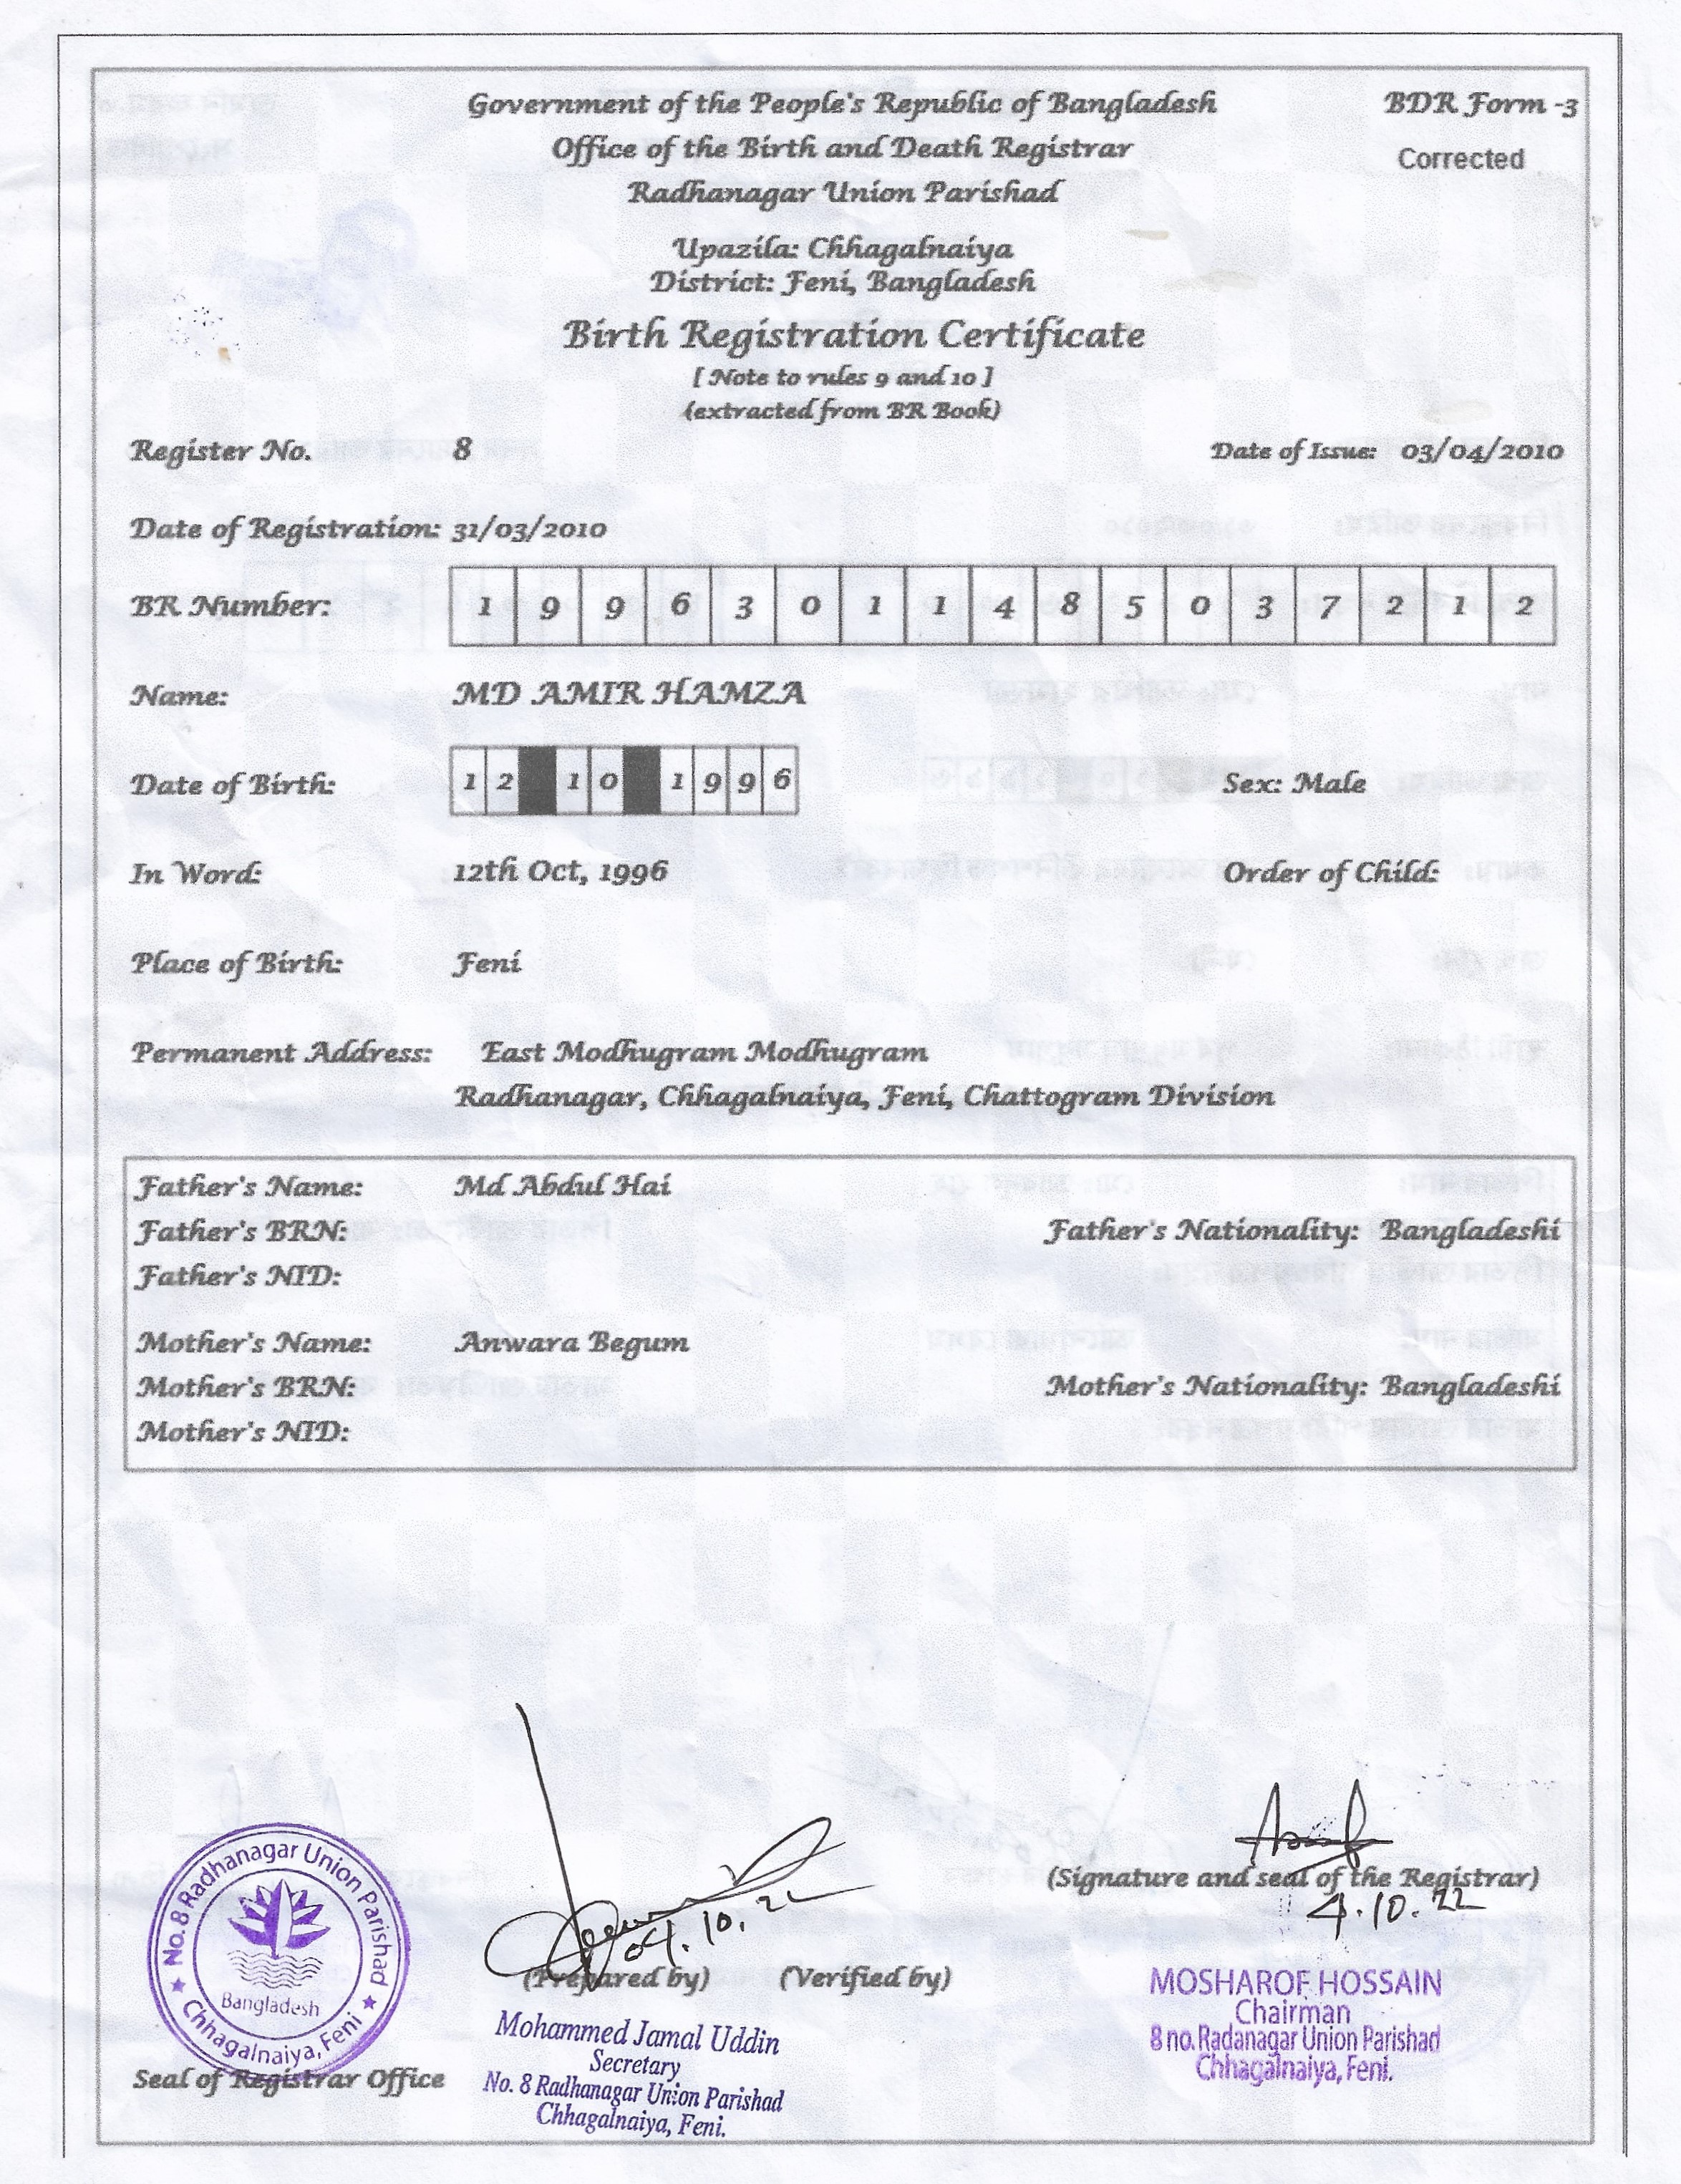 Government of the People's Republic of Bangladesh
BDR Form -3
Office of the Birth and Death Registrar
Corrected
Radhanagar Union Parishad
Upazila: Chhagalnaiya
District: Feni, Bangladesh
Birth Registration Certificate
[ Note to rules 9 and 10 ]
(extracted from BR Book)
Register No. 8 Date of Issue: 03/04/2010
Date of Registration: 31/03/2010
BR Number: 1 9 9 6 3 0 1 1 4 8 5 0 3 7 2 1 2
Name: MD AMIR HAMZA
Date of Birth: 1 2 1 0 1 9 9 6 Sex: Male
In Word: 12th Oct, 1996 Order of Child:
Place of Birth: Feni
Permanent Address: East Modhugram Modhugram
Radhanagar, Chhagalnaiya, Feni, Chattogram Division
Father's Name: Md Abdul Hai
Father's BRN: Father's Nationality: Bangladeshi
Father's NID:
Mother's Name: Anwara Begum
Mother's BRN: Mother's Nationality: Bangladeshi
Mother's NID:
(Signature and seal of the Registrar)
4.10.22
04.10.22
(Prepared by) (Verified by)
No. 8 Radhanagar Union Parishad
Bangladesh
Chhagalnaiya, Feni
Seal of Registrar Office
Mohammed Jamal Uddin
Secretary
No. 8 Radhanagar Union Parishad
Chhagalnaiya, Feni.
MOSHAROF HOSSAIN
Chairman
8 no. Radanagar Union Parishad
Chhagalnaiya, Feni.